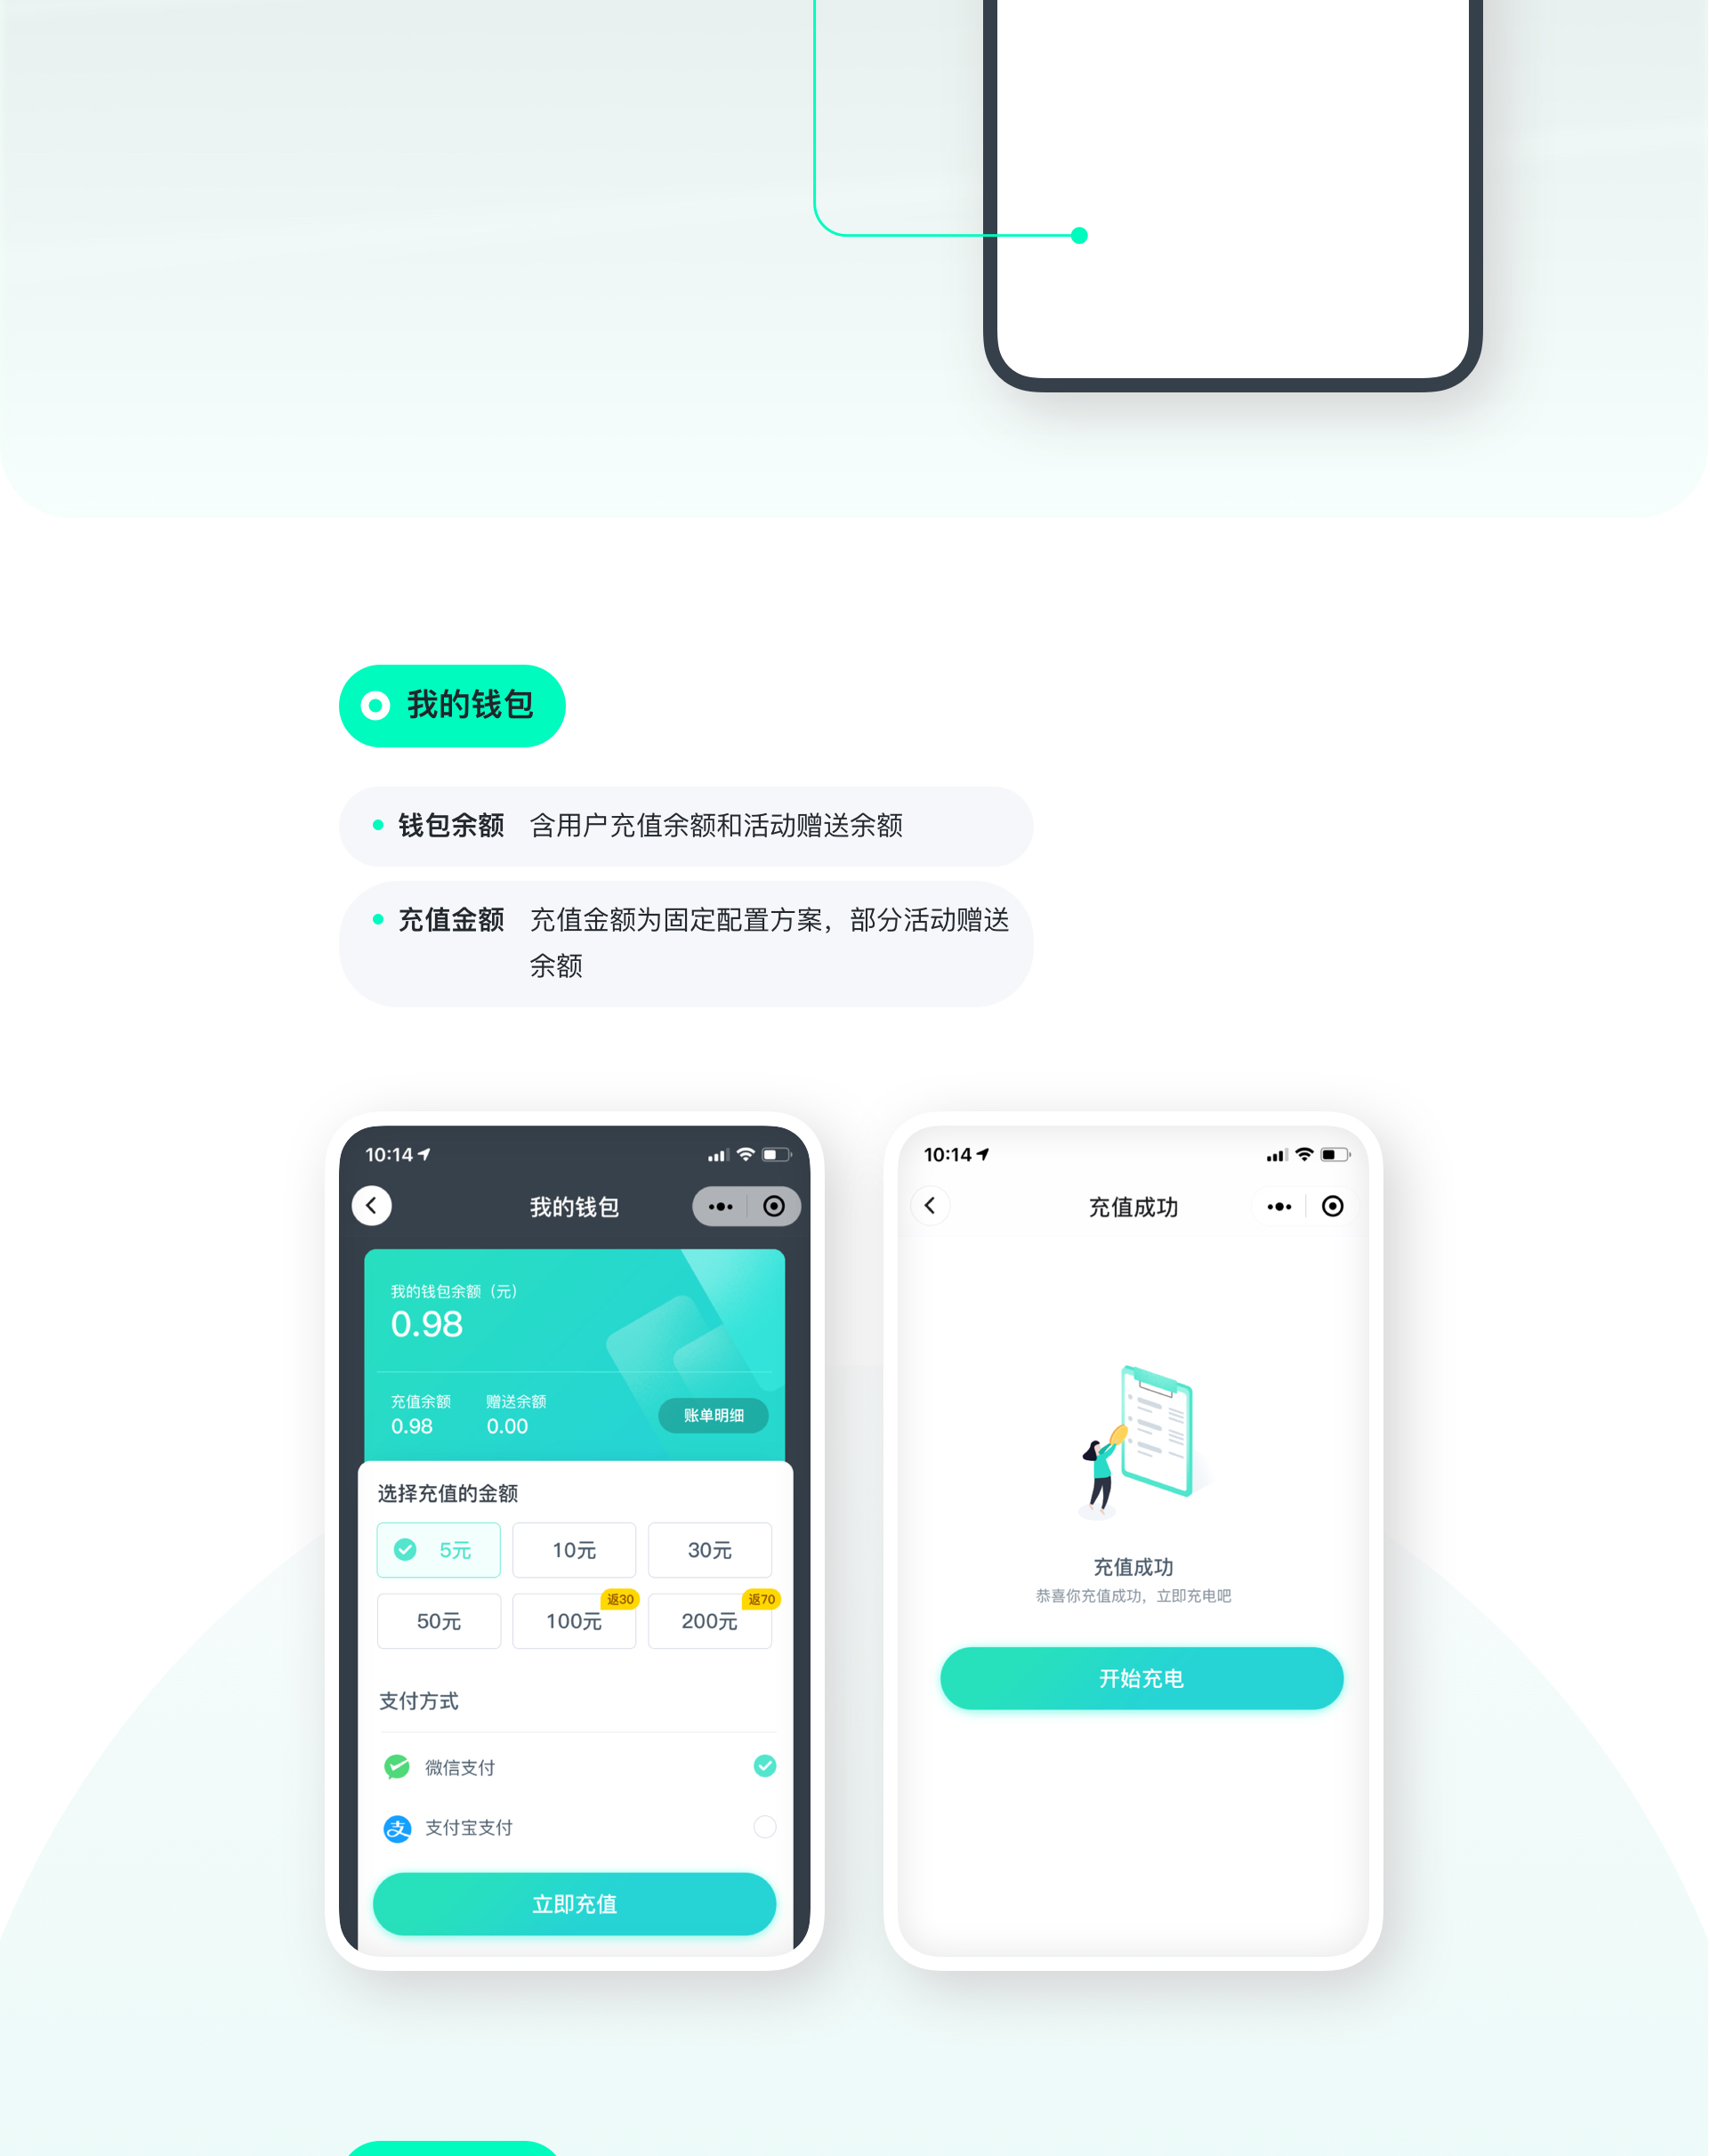 我的钱包
钱包余额 含用户充值余额和活动赠送余额
充值金额 充值金额为固定配置方案，部分活动赠送
余额
10:14
我的钱包
我的钱包余额（元）
0.98
充值余额 赠送余额
0.98 0.00
账单明细
选择充值的金额
5元 10元 30元
返30 返70
50元 100元 200元
支付方式
微信支付
支 支付宝支付
立即充值
10:14
充值成功
充值成功
恭喜你充值成功，立即充电吧
开始充电